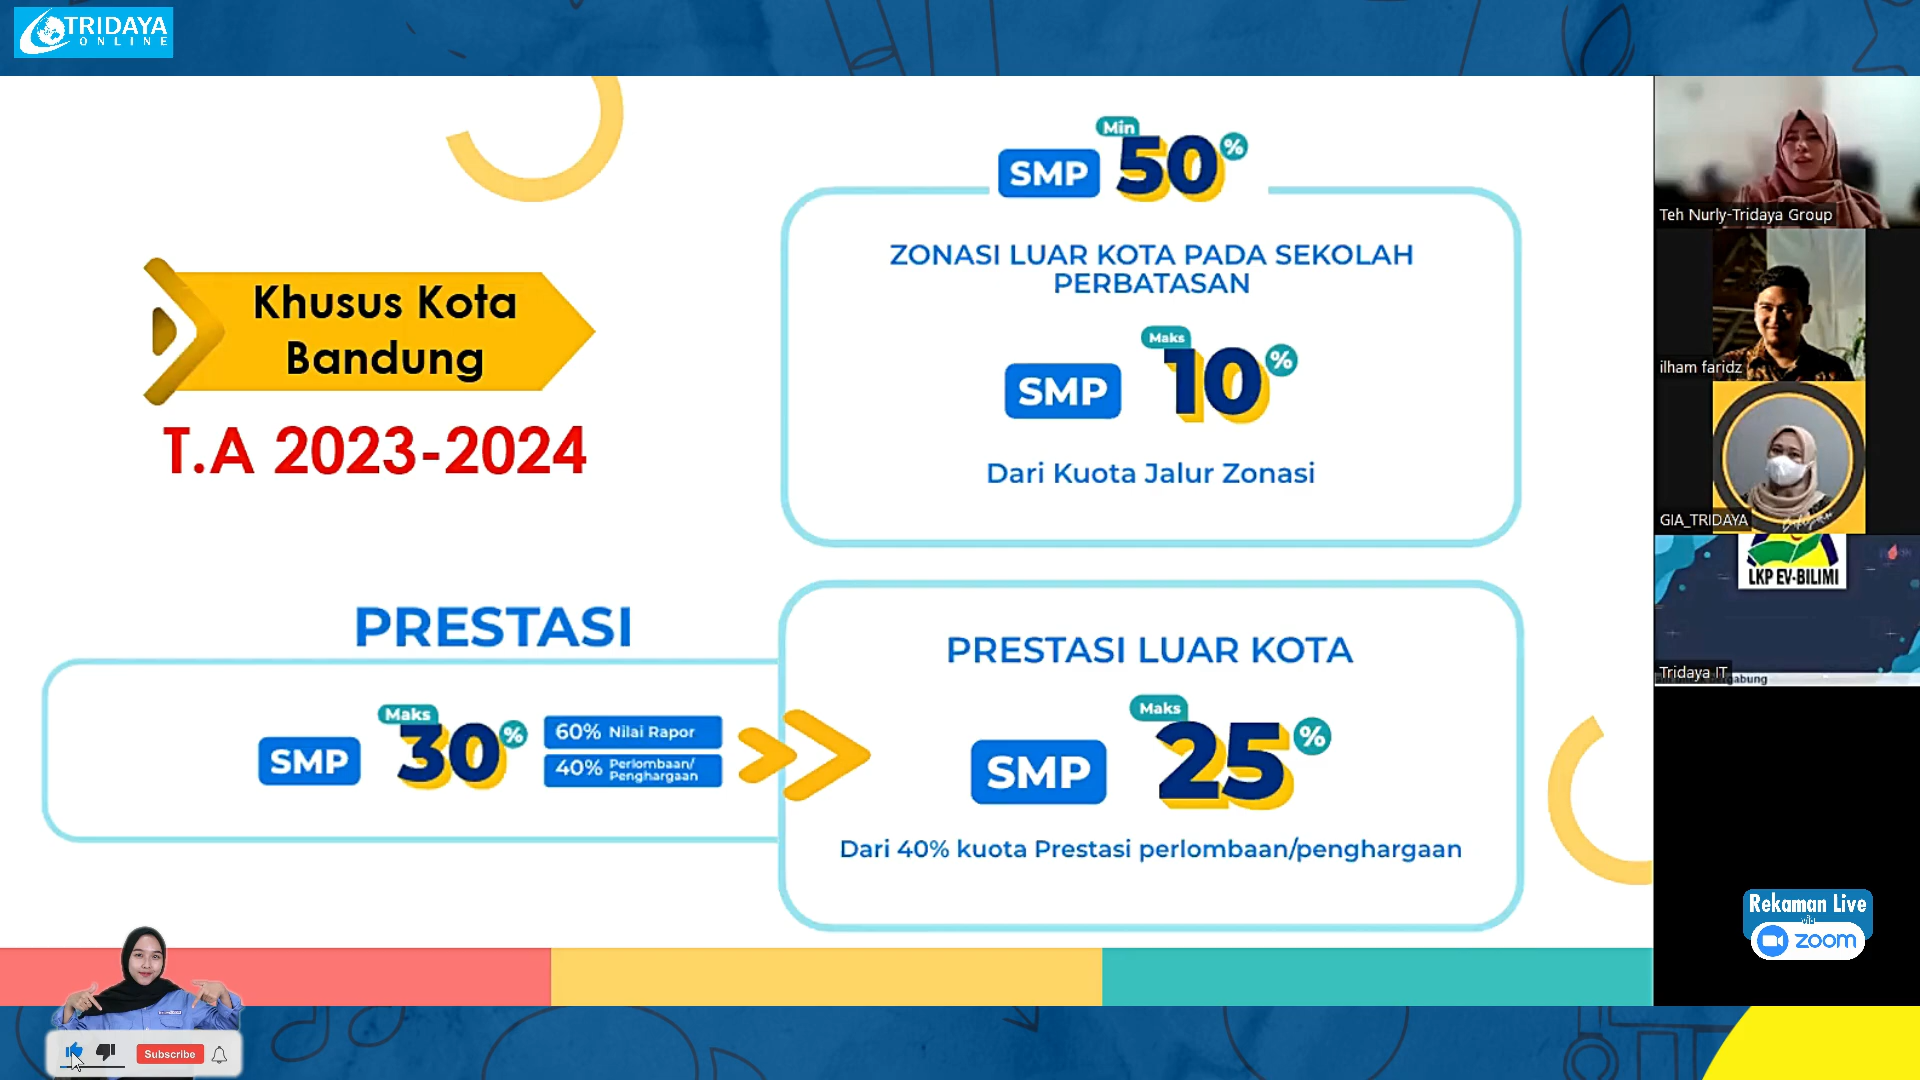 TRIDAYA
ONLINE
Khusus Kota
Bandung
T.A 2023-2024
SMP Min 50%
ZONASI LUAR KOTA PADA SEKOLAH
PERBATASAN
SMP Maks 10%
Dari Kuota Jalur Zonasi
PRESTASI
SMP Maks 30%
60% Nilai Rapor
40% Perlombaan/
Penghargaan
PRESTASI LUAR KOTA
SMP Maks 25%
Dari 40% kuota Prestasi perlombaan/penghargaan
Teh Nurly-Tridaya Group
ilham faridz
GIA_TRIDAYA
LKP EV-BILIMI
Tridaya IT
Rekaman Live
via
zoom
Subscribe